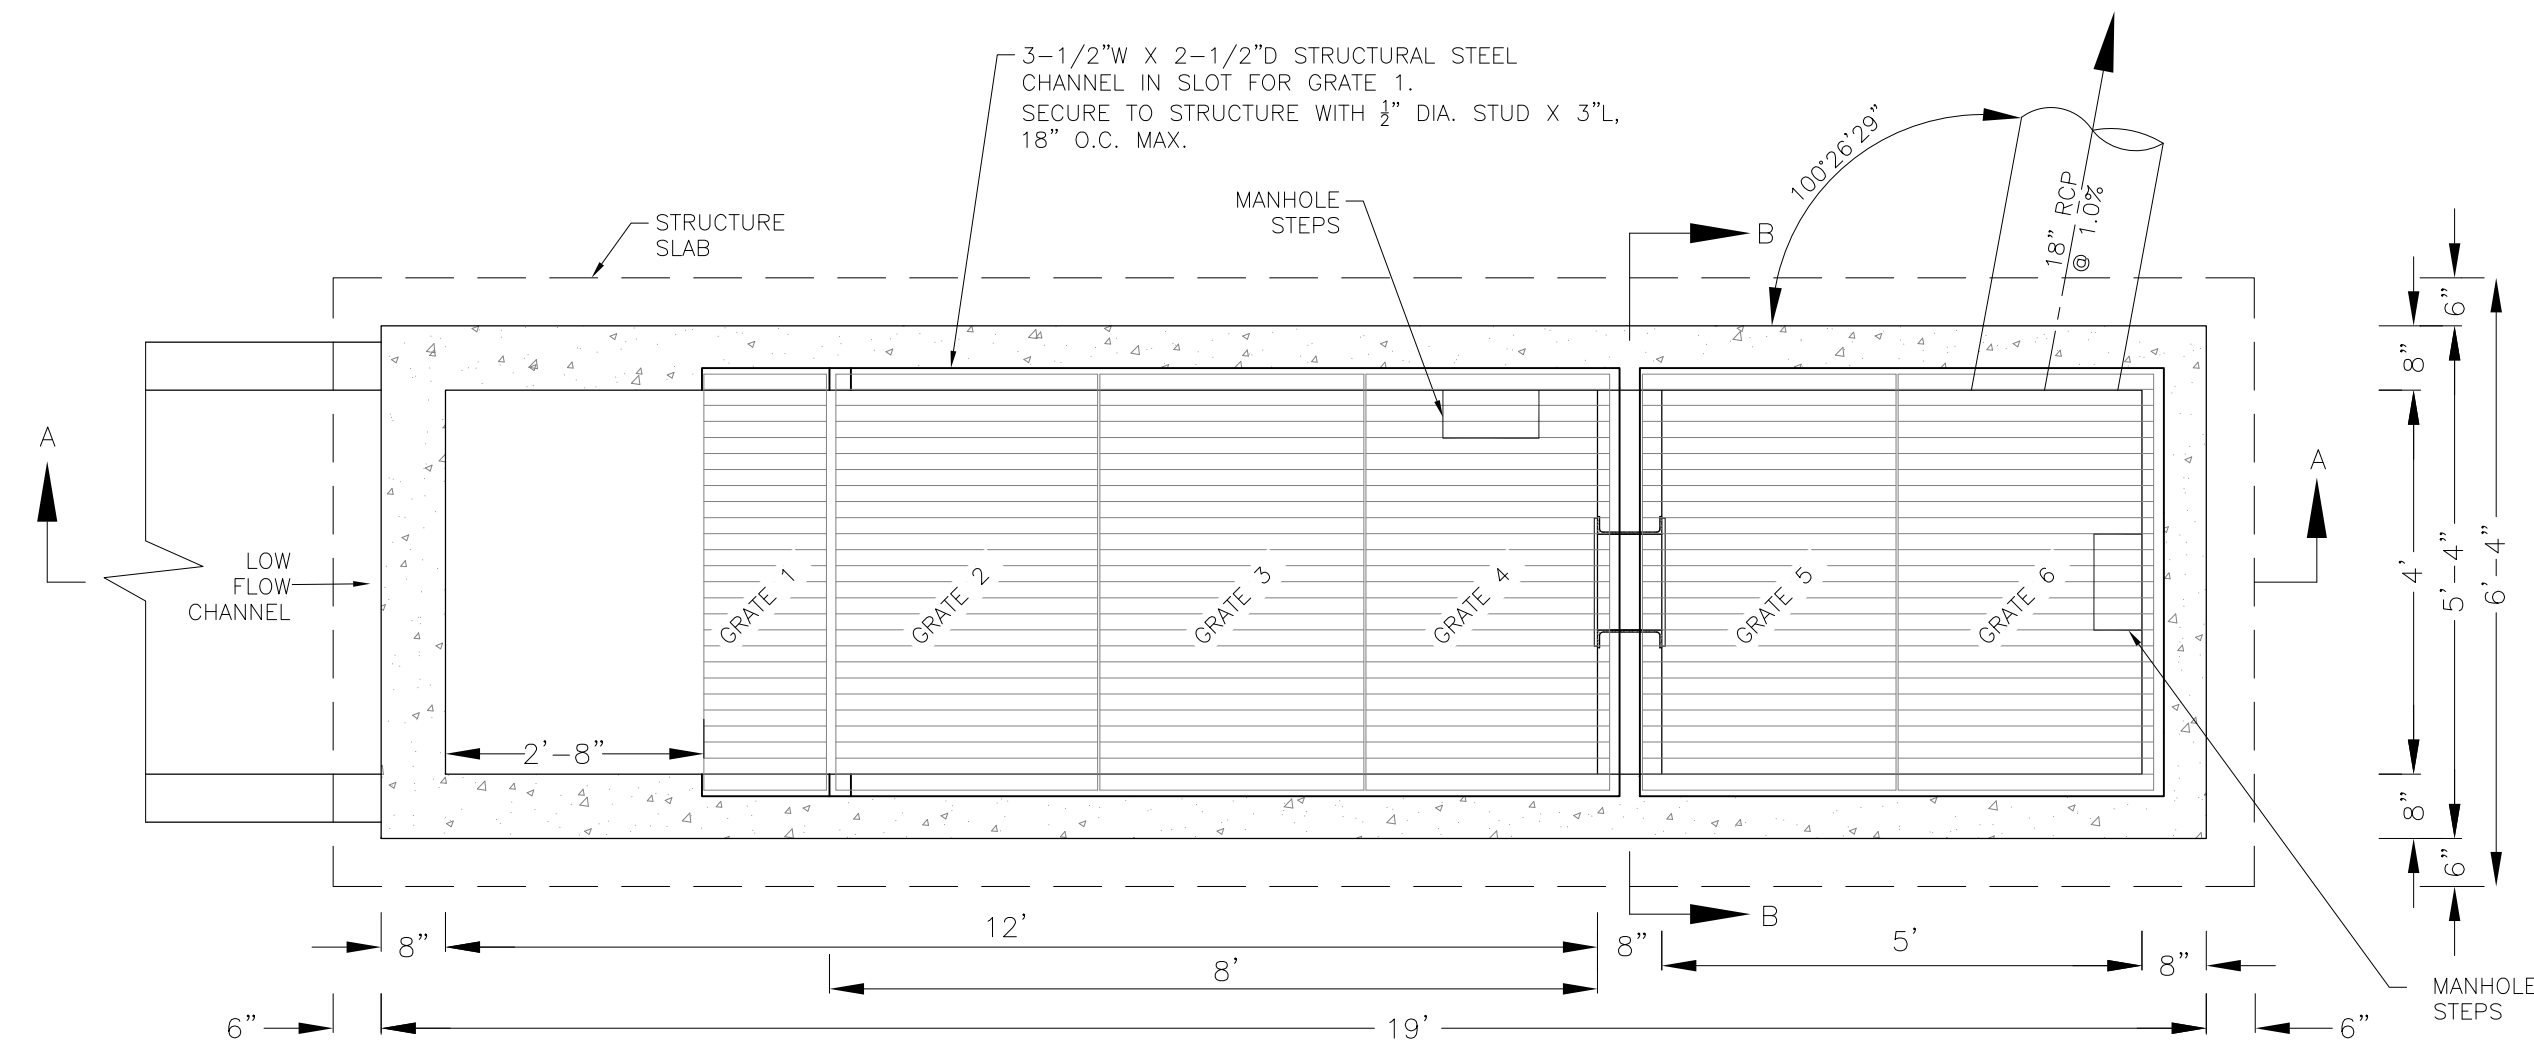 3-1/2”W X 2-1/2”D STRUCTURAL STEEL
CHANNEL IN SLOT FOR GRATE 1.
SECURE TO STRUCTURE WITH ½” DIA. STUD X 3”L,
18” O.C. MAX.
100°26’29”
18” RCP
@ 1.0%
MANHOLE
STEPS
STRUCTURE
SLAB
B
6”
8”
A
A
LOW
FLOW
CHANNEL
GRATE 1
GRATE 2
GRATE 3
GRATE 4
GRATE 5
GRATE 6
4’
5’-4”
6’-4”
2’-8”
8”
6”
B
8”
12’
8”
5’
8”
8’
MANHOLE
STEPS
6”
19’
6”